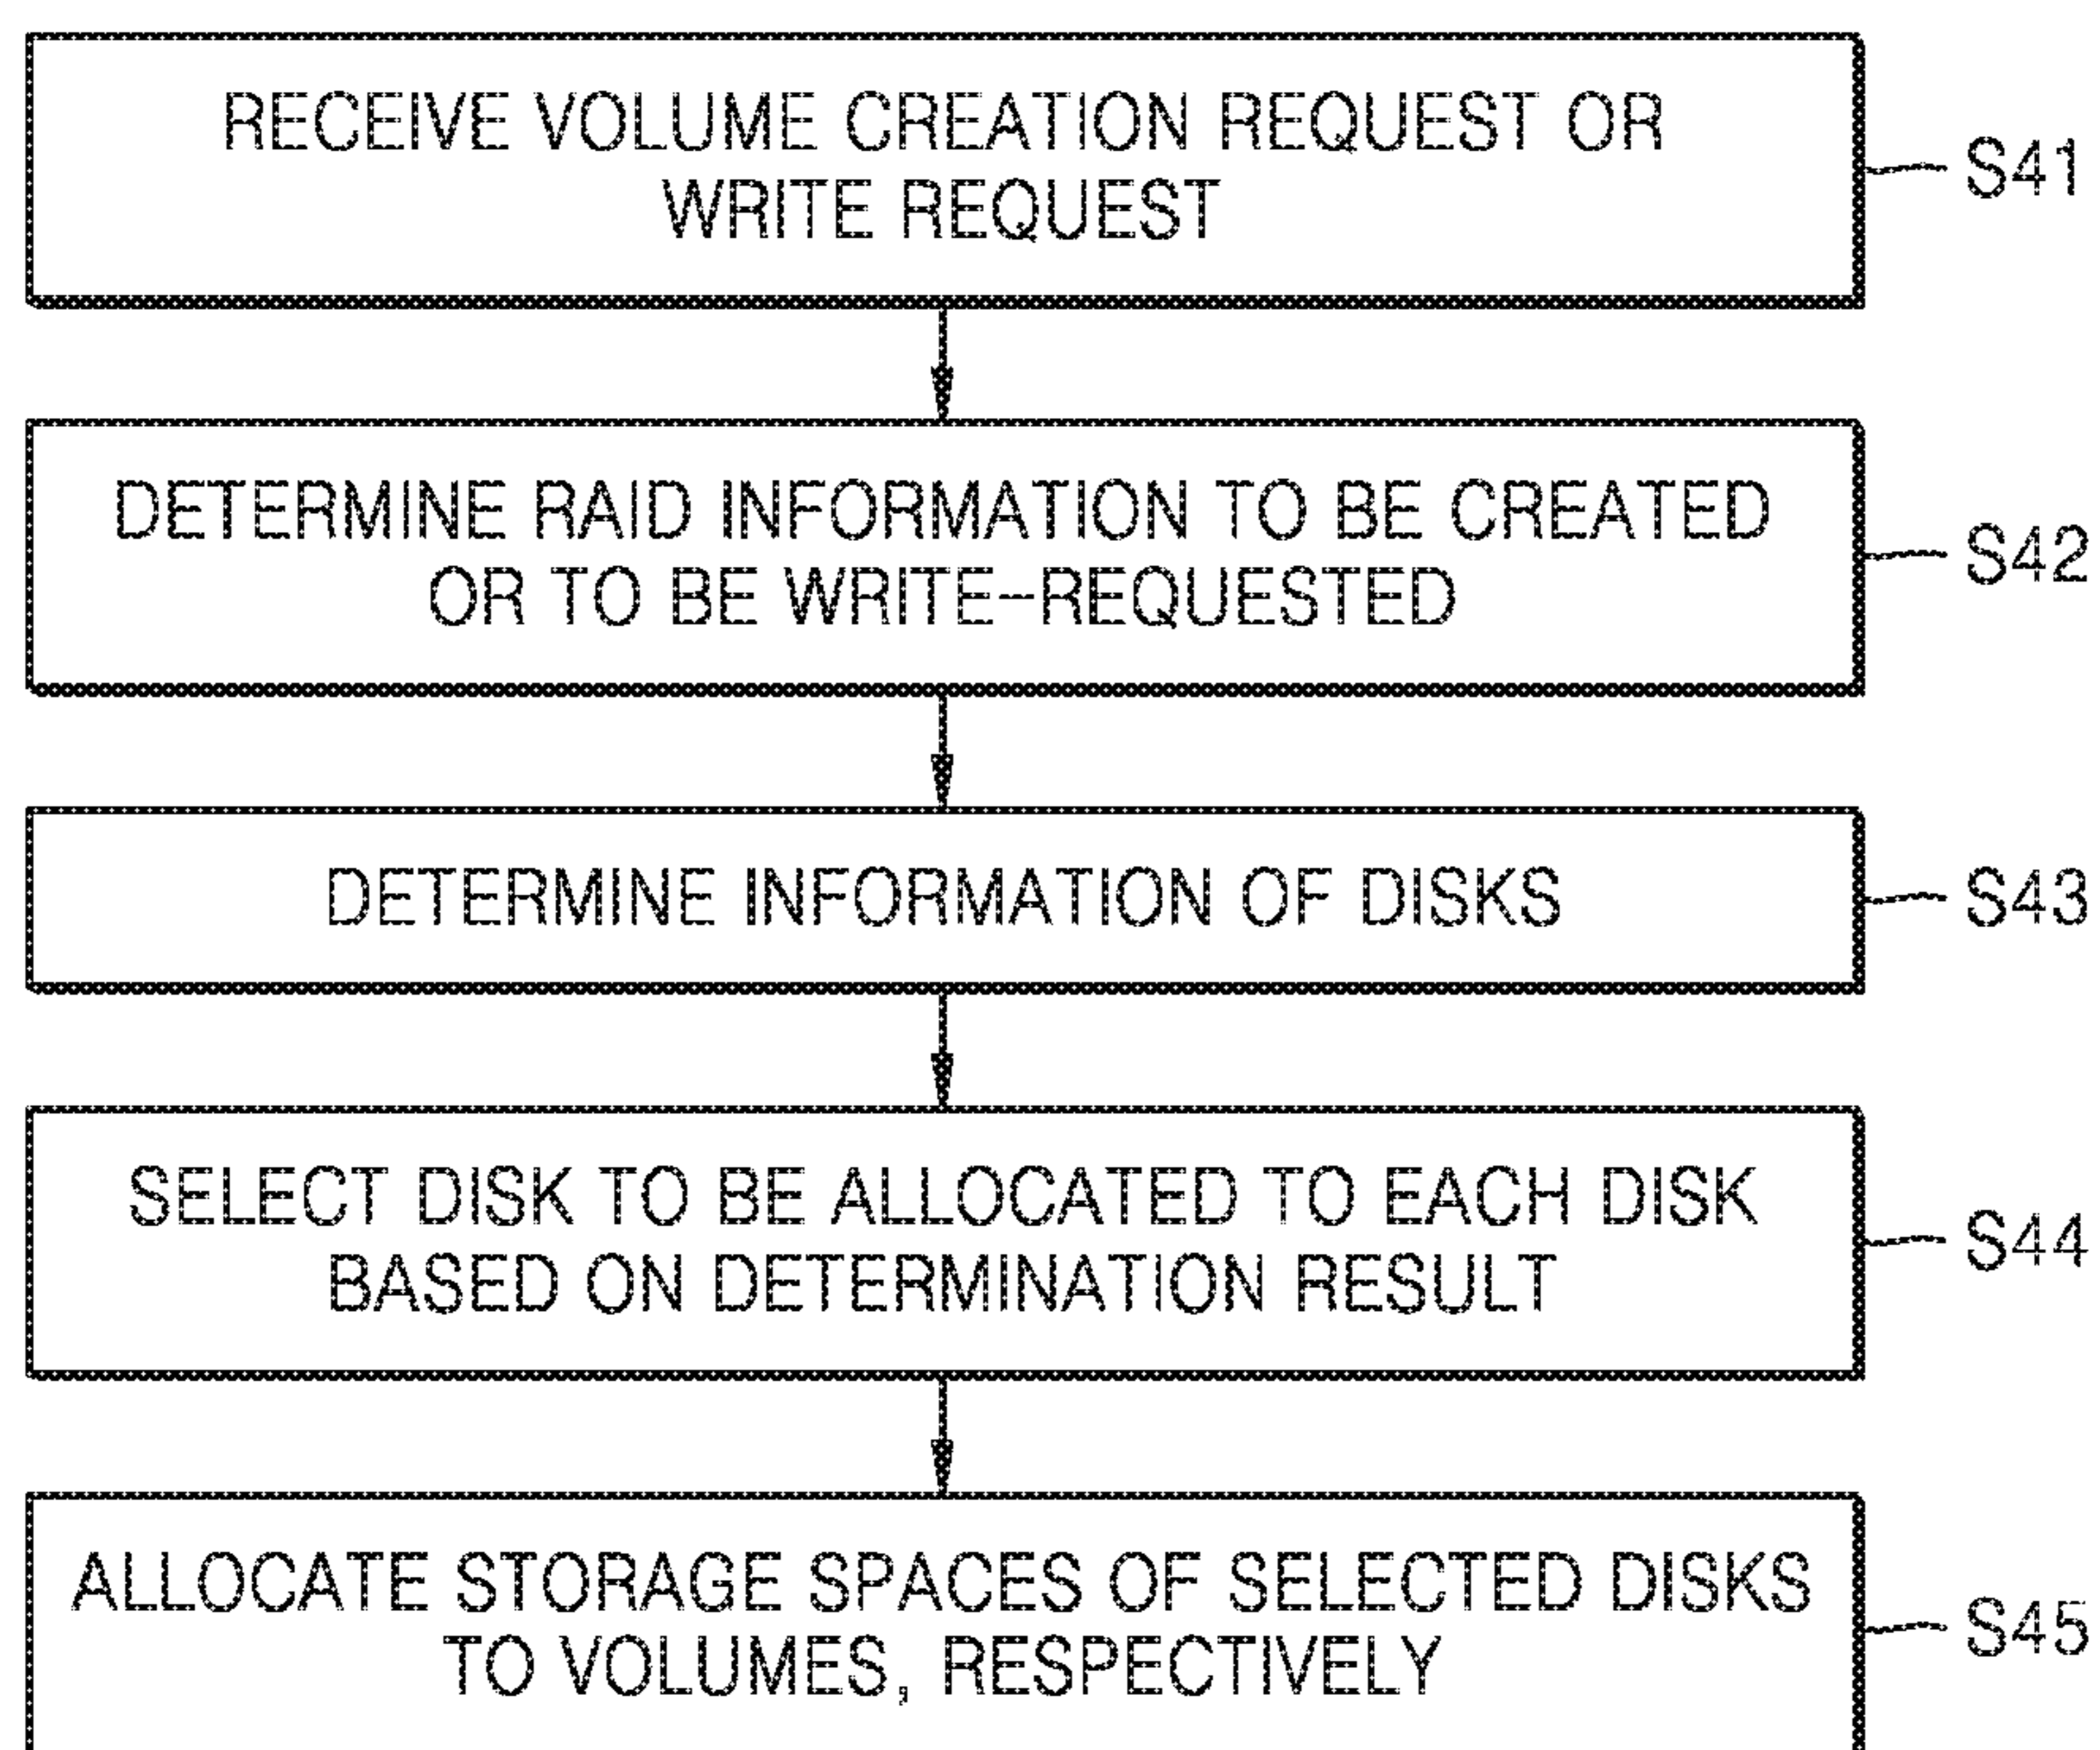 RECEIVE VOLUME CREATION REQUEST OR
WRITE REQUEST
S41
DETERMINE RAID INFORMATION TO BE CREATED
OR TO BE WRITE-REQUESTED
S42
DETERMINE INFORMATION OF DISKS
S43
SELECT DISK TO BE ALLOCATED TO EACH DISK
BASED ON DETERMINATION RESULT
S44
ALLOCATE STORAGE SPACES OF SELECTED DISKS
TO VOLUMES, RESPECTIVELY
S45